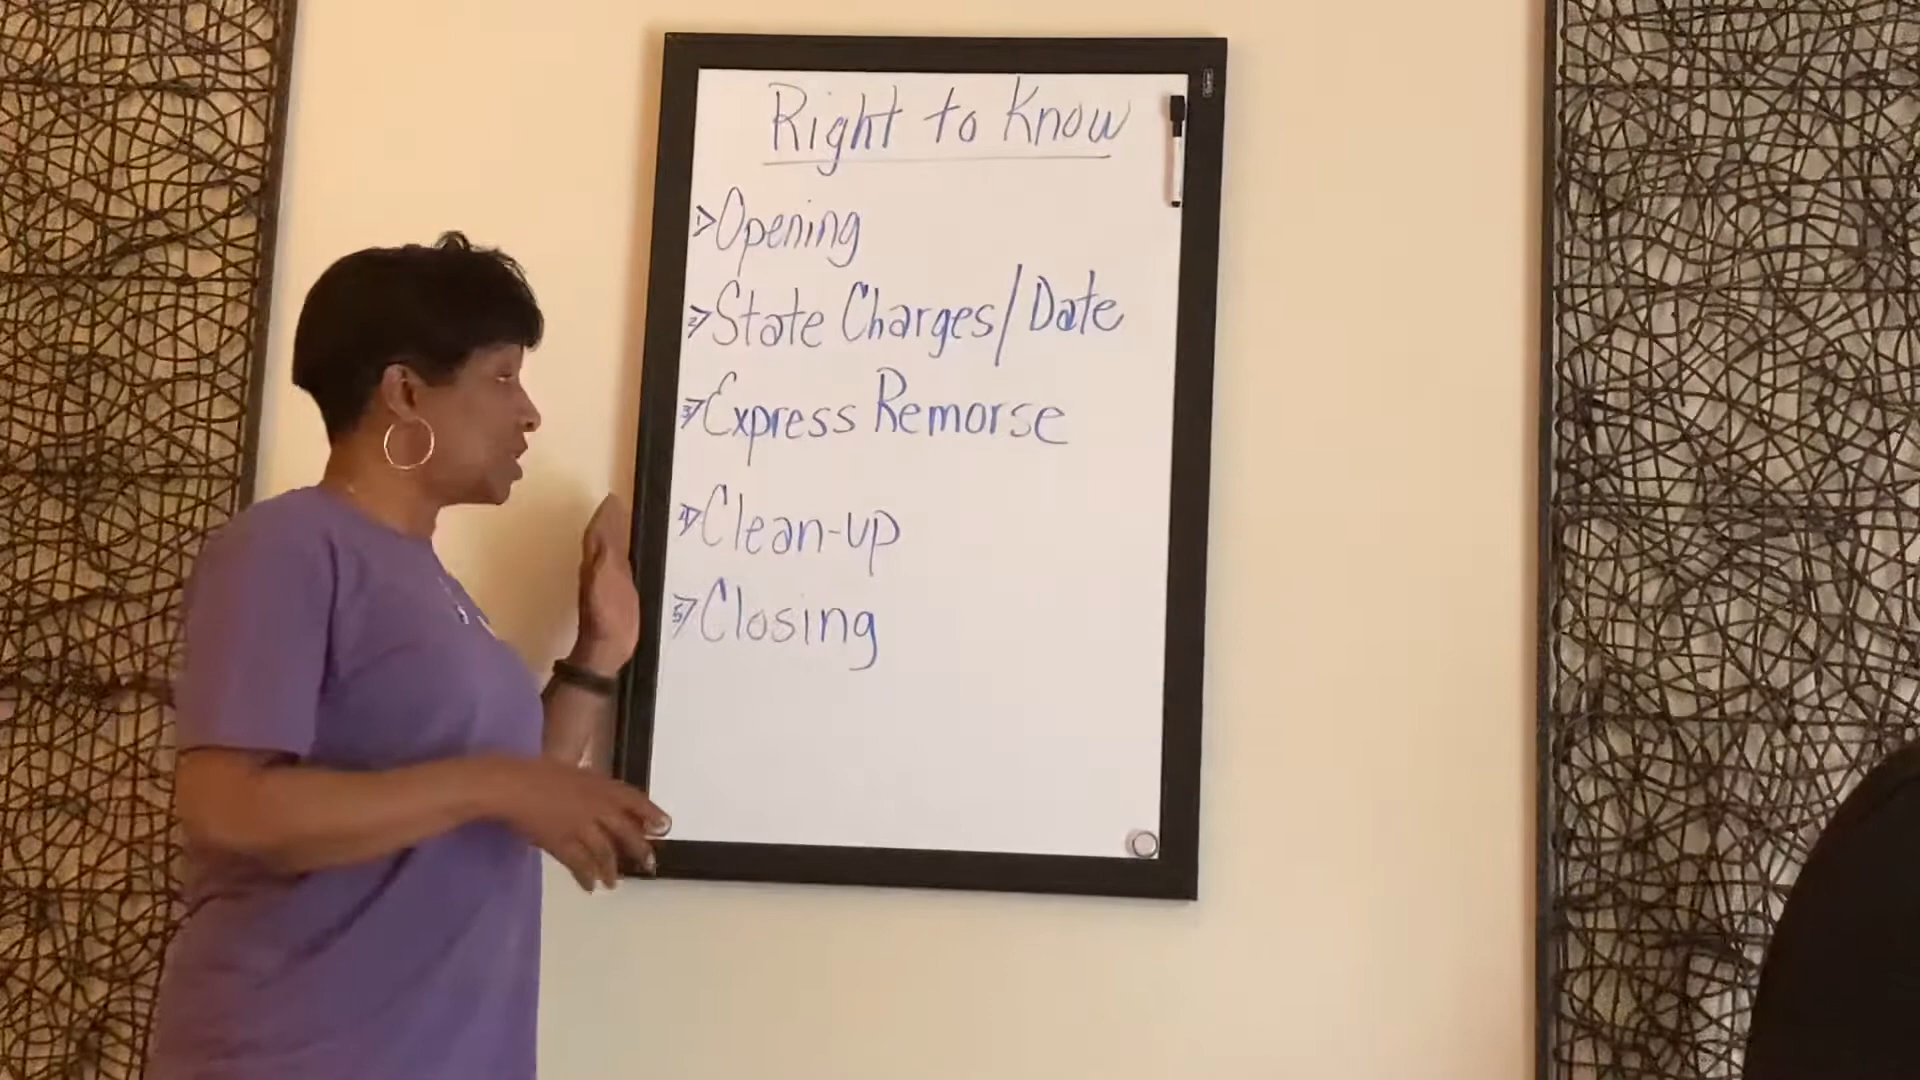 Right to Know
1> Opening
2> State Charges/Date
3> Express Remorse
4> Clean-up
5> Closing